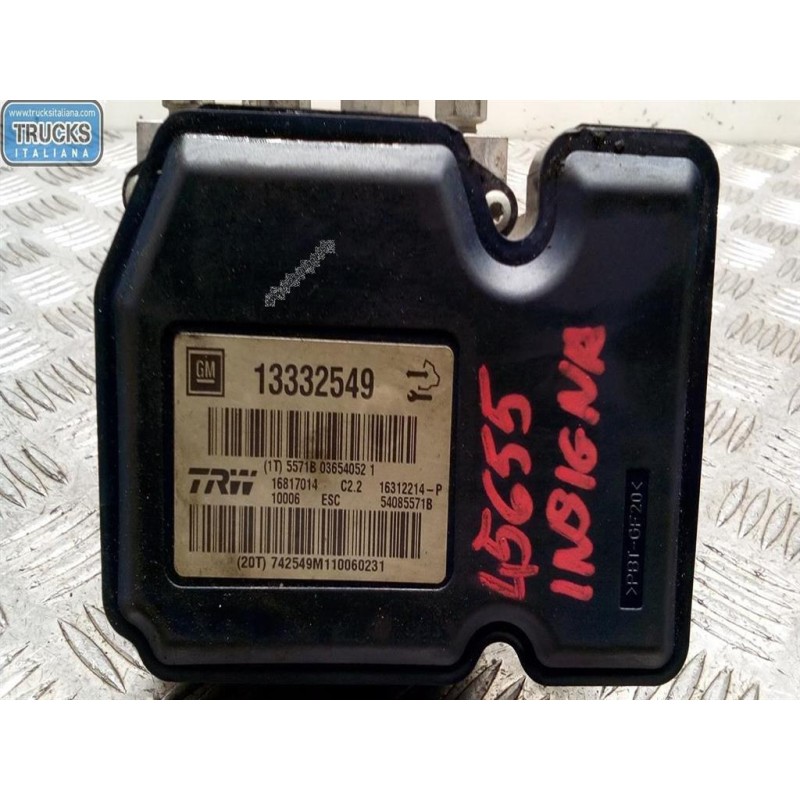 www.trucksitaliana.com
TRUCKS
ITALIANA
GM
13332549
(1T) 5571B 03654052 1
TRW
16817014 C2.2 16312214-P
10006 ESC 54085571B
(20T) 742549M110060231
45655
INSIGNA
>PBT-GF20<